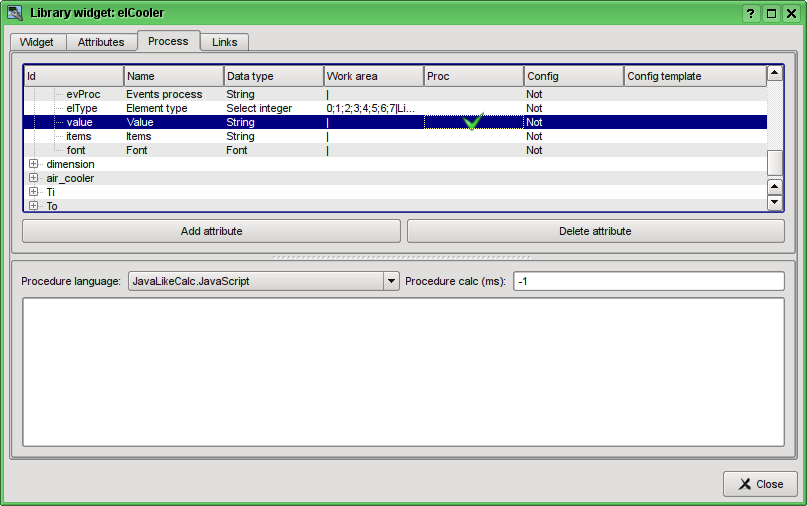 Library widget: elCooler
Widget Attributes Process Links
Id Name Data type Work area Proc Config Config template
evProc Events process String | Not
elType Element type Select integer 0;1;2;3;4;5;6;7|Li... Not
value Value String | Not
items Items String | Not
font Font Font | Not
dimension
air_cooler
Ti
To
Add attribute Delete attribute
Procedure language: JavaLikeCalc.JavaScript Procedure calc (ms): -1
Close